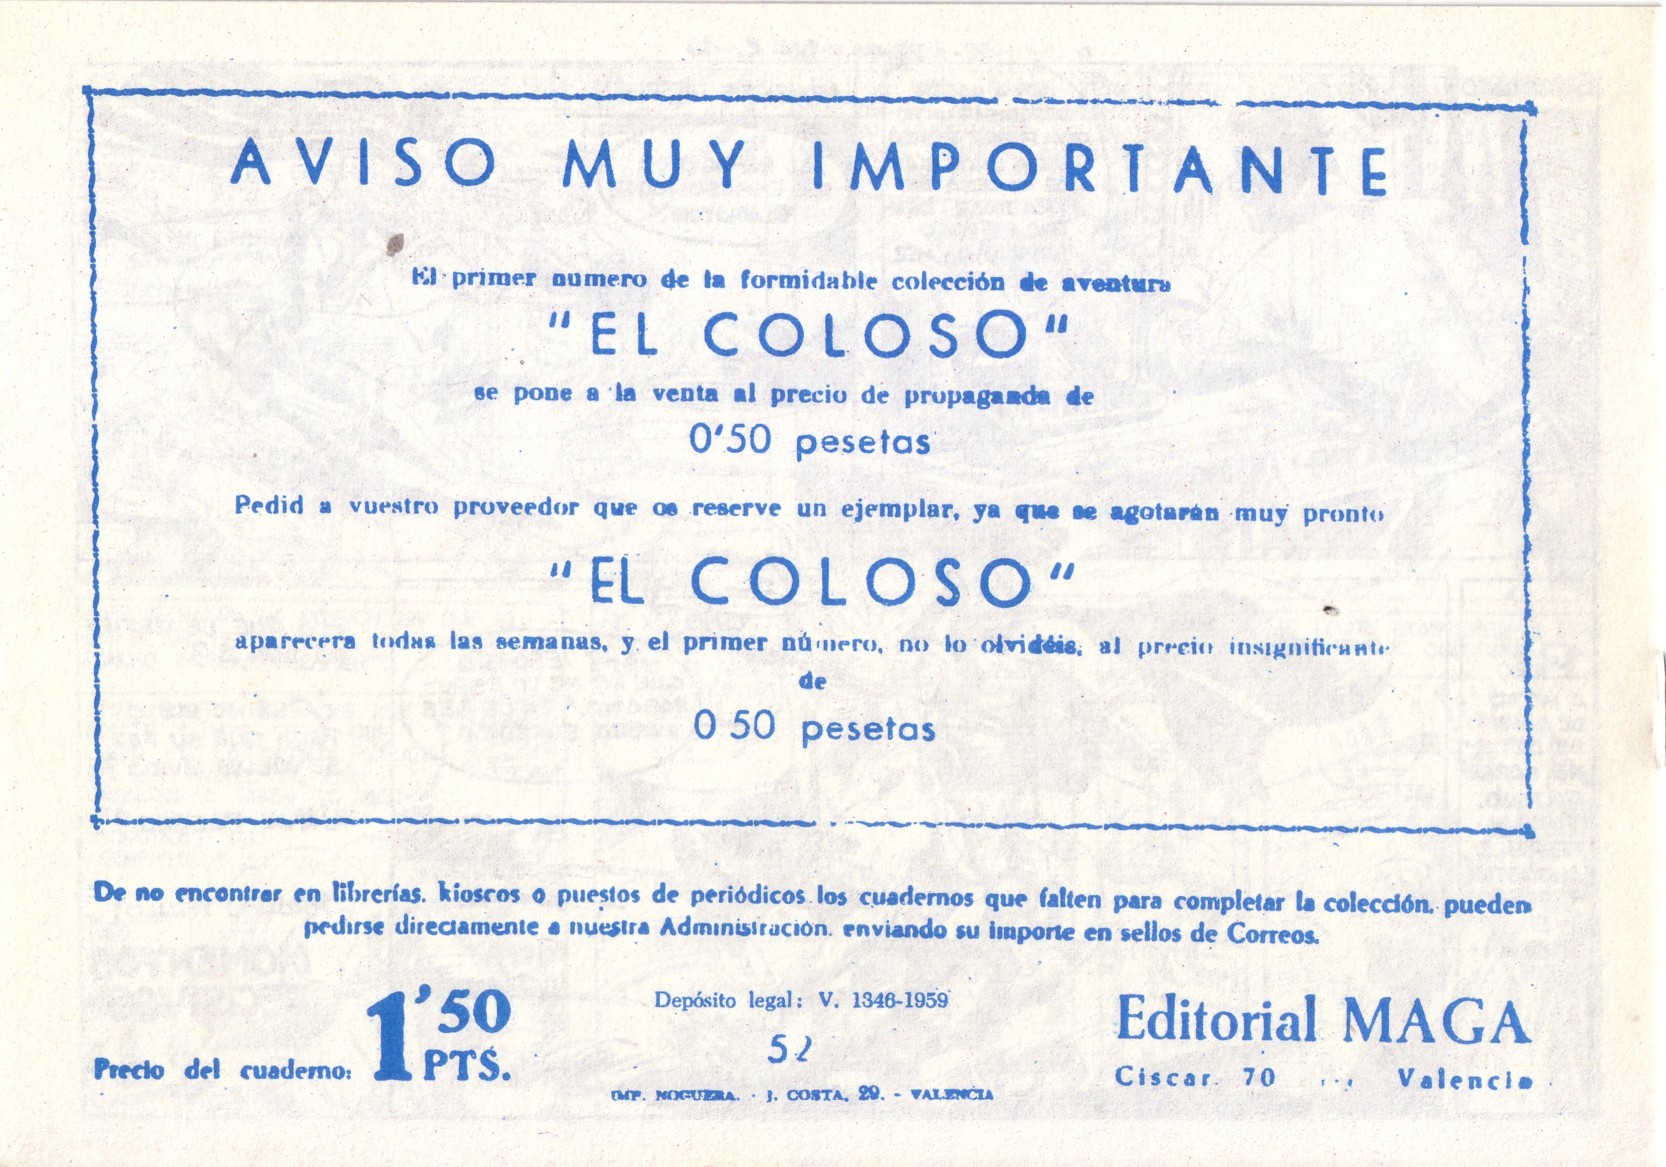 AVISO MUY IMPORTANTE
El primer numero de la formidable colección de aventura
"EL COLOSO"
se pone a la venta al precio de propaganda de
0'50 pesetas
Pedid a vuestro proveedor que os reserve un ejemplar, ya que se agotarán muy pronto
"EL COLOSO"
aparecera todas las semanas, y el primer número, no lo olvidéis, al precio insignificante
de
0 50 pesetas
De no encontrar en librerías, kioscos o puestos de periódicos los cuadernos que falten para completar la colección, pueden
pedirse directamente a nuestra Administración, enviando su importe en sellos de Correos.
Precio del cuaderno: 1'50 PTS.
Depósito legal: V. 1346-1959
52
IMP. NOGUERA. - J. COSTA, 29. - VALENCIA
Editorial MAGA
Ciscar. 70 ... Valencia